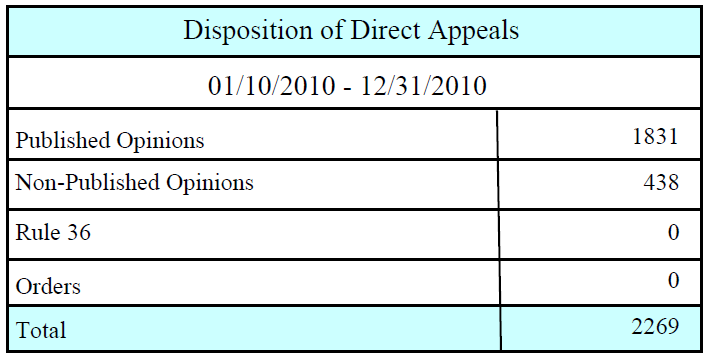 Disposition of Direct Appeals
01/10/2010 - 12/31/2010
Published Opinions 1831
Non-Published Opinions 438
Rule 36 0
Orders 0
Total 2269